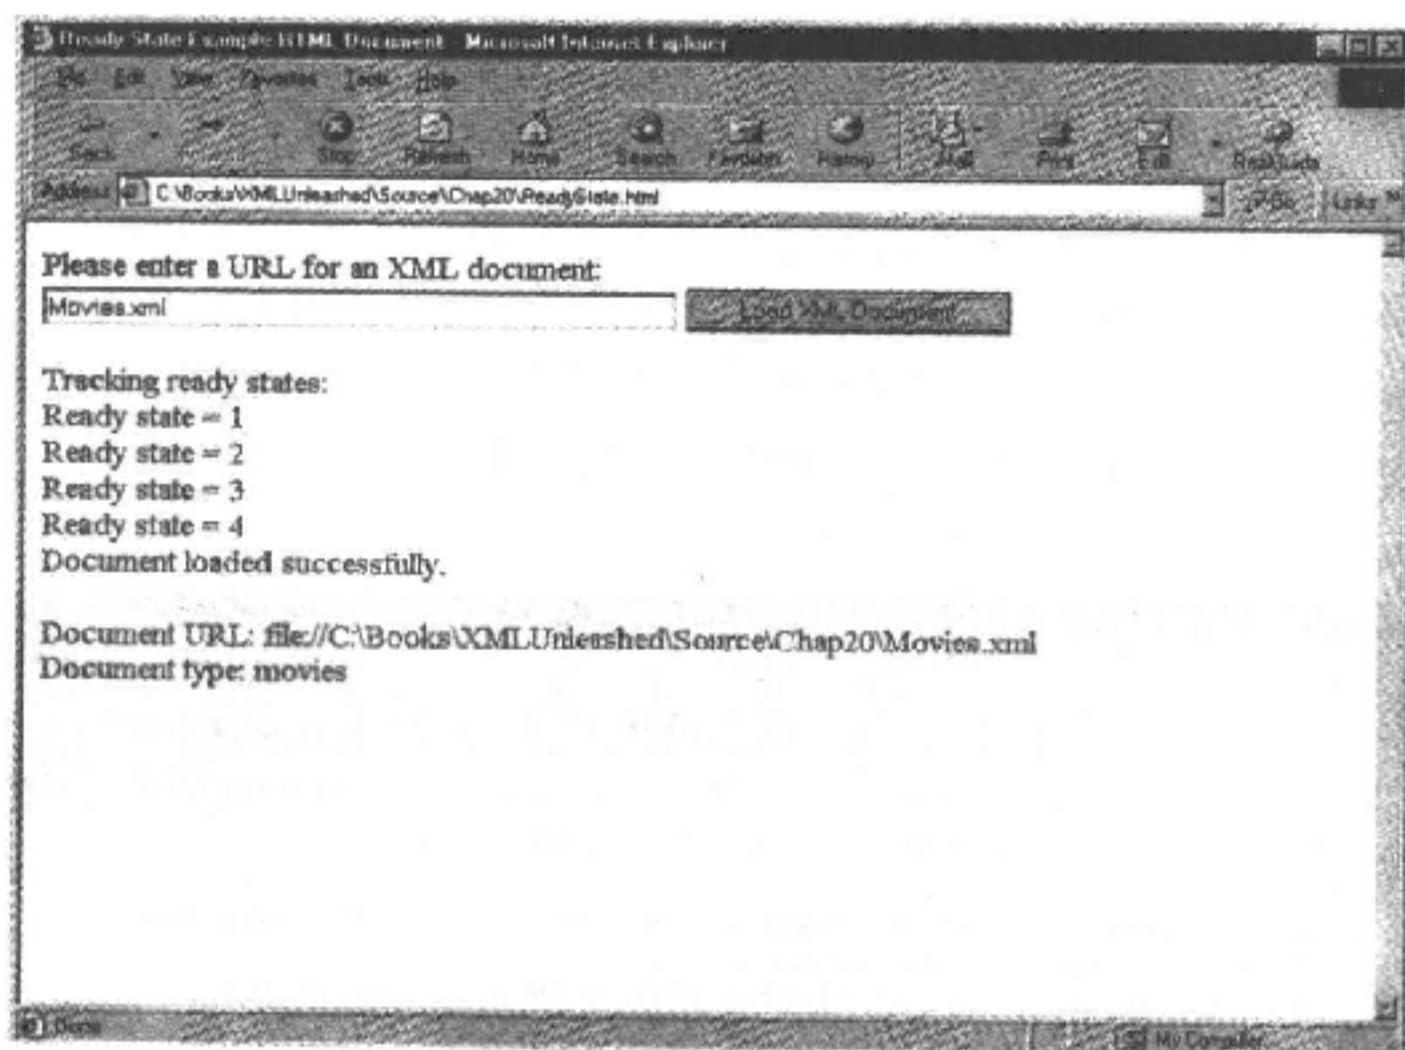 Ready State Example HTML Document - Microsoft Internet Explorer
File Edit View Favorites Tools Help
Back Stop Refresh Home Search Favorites History Mail Print Edit RealGuide
Address C:\Books\XMLUnleashed\Source\Chap20\ReadyState.html Go Links »
Please enter a URL for an XML document:
Movies.xml Load XML Document
Tracking ready states:
Ready state = 1
Ready state = 2
Ready state = 3
Ready state = 4
Document loaded successfully.
Document URL: file://C:\Books\XMLUnleashed\Source\Chap20\Movies.xml
Document type: movies
Done My Computer